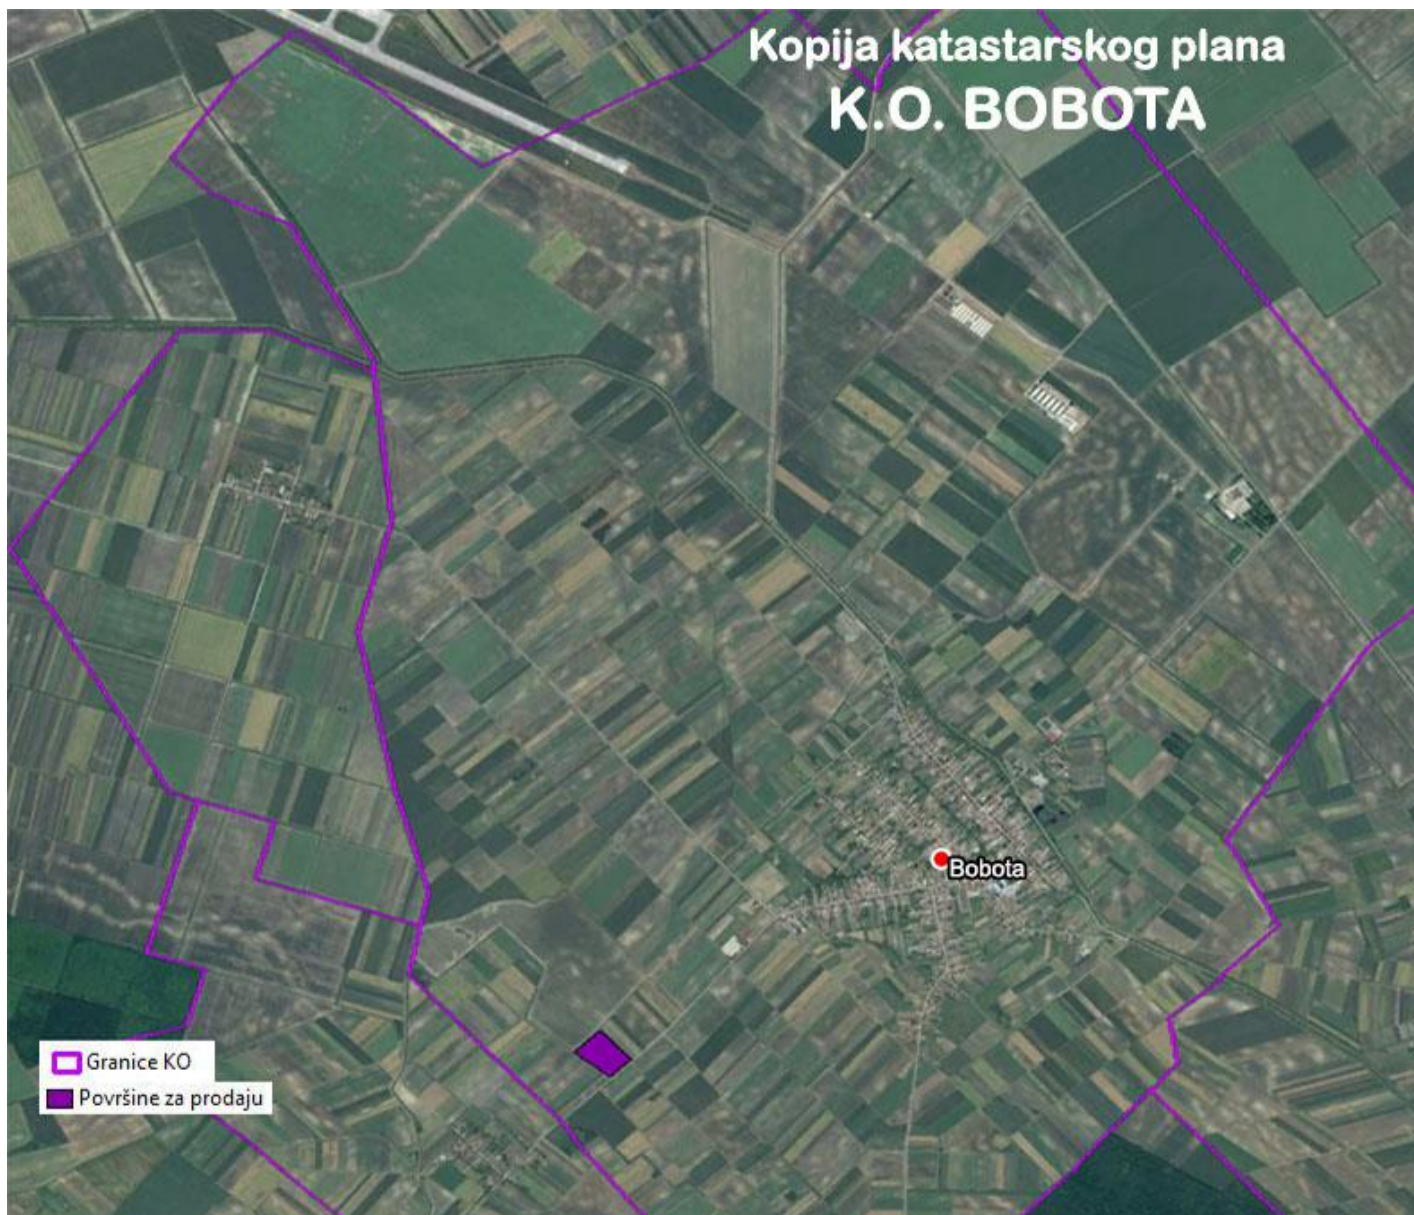 Kopija katastarskog plana
K.O. BOBOTA
Bobota
Granice KO
Površine za prodaju